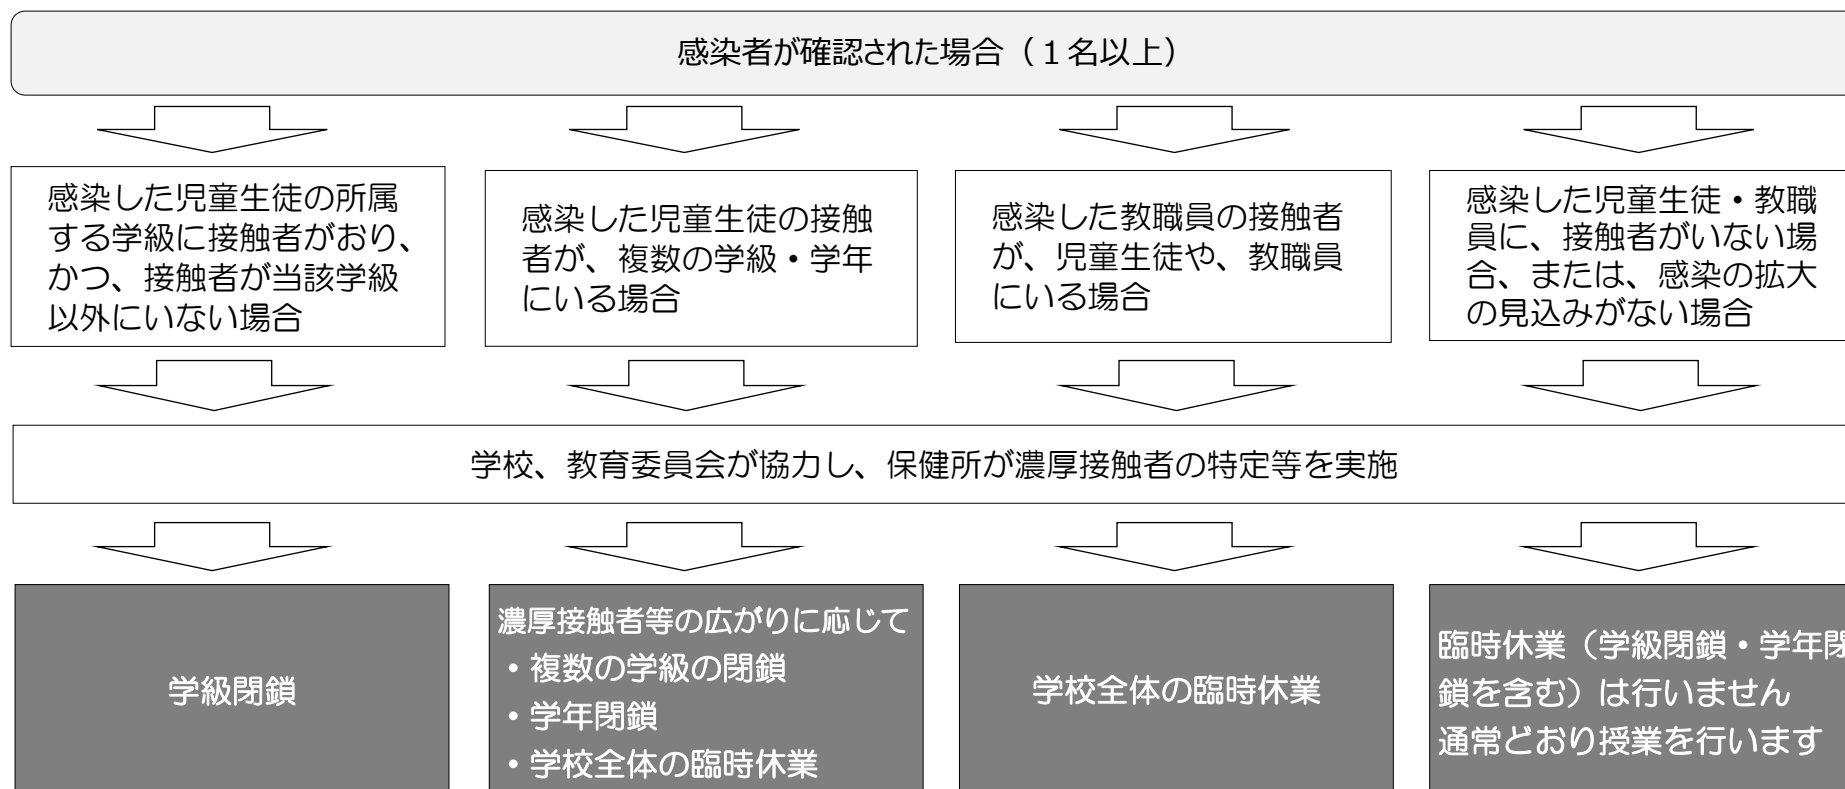 感染者が確認された場合（１名以上）
感染した児童生徒の所属
する学級に接触者がおり、
かつ、接触者が当該学級
以外にいない場合
感染した児童生徒の接触
者が、複数の学級・学年
にいる場合
感染した教職員の接触者
が、児童生徒や、教職員
にいる場合
感染した児童生徒・教職
員に、接触者がいない場
合、または、感染の拡大
の見込みがない場合
学校、教育委員会が協力し、保健所が濃厚接触者の特定等を実施
学級閉鎖
濃厚接触者等の広がりに応じて
・複数の学級の閉鎖
・学年閉鎖
・学校全体の臨時休業
学校全体の臨時休業
臨時休業（学級閉鎖・学年閉
鎖を含む）は行いません
通常どおり授業を行います